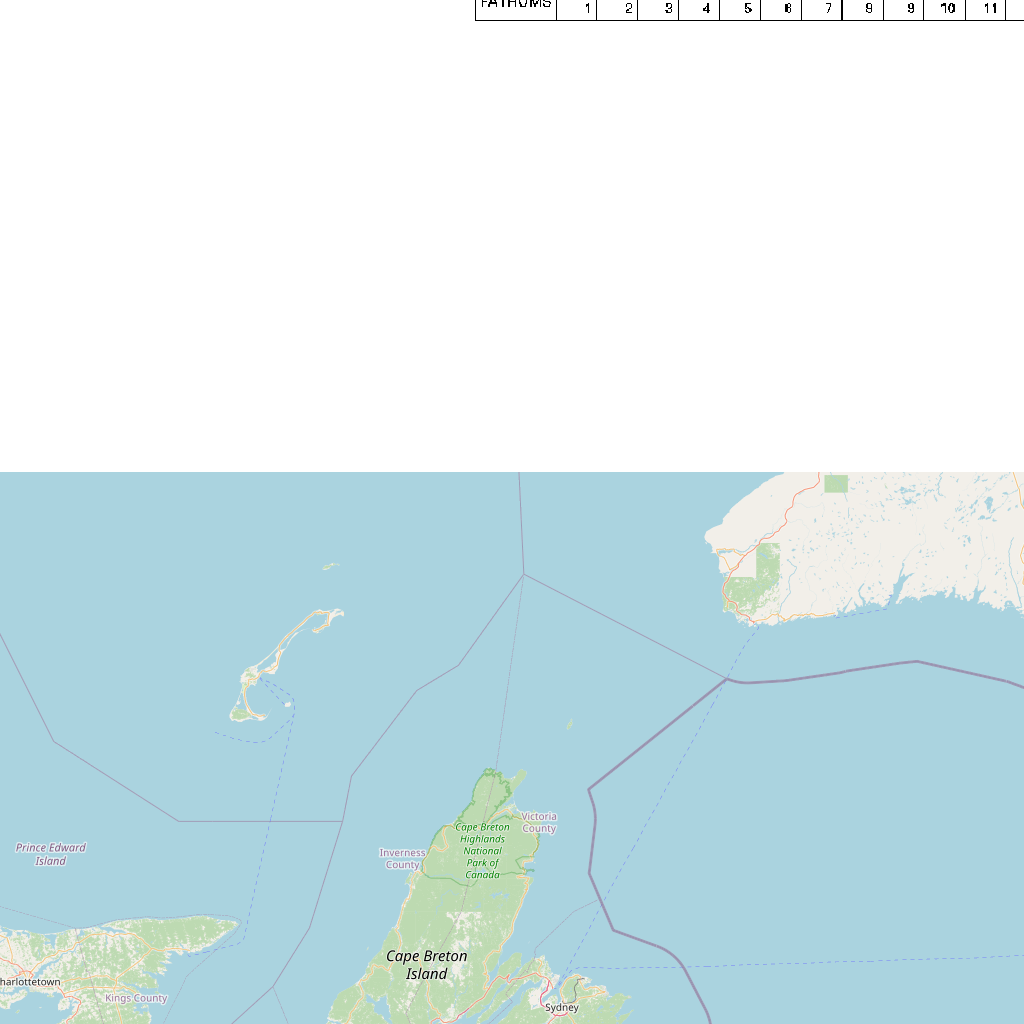 FATHOMS 1 2 3 4 5 6 7 8 9 10 11
Victoria
County
Cape Breton
Highlands
National
Park of
Canada
Inverness
County
Prince Edward
Island
Cape Breton
Island
harlottetown
Kings County
Sydney